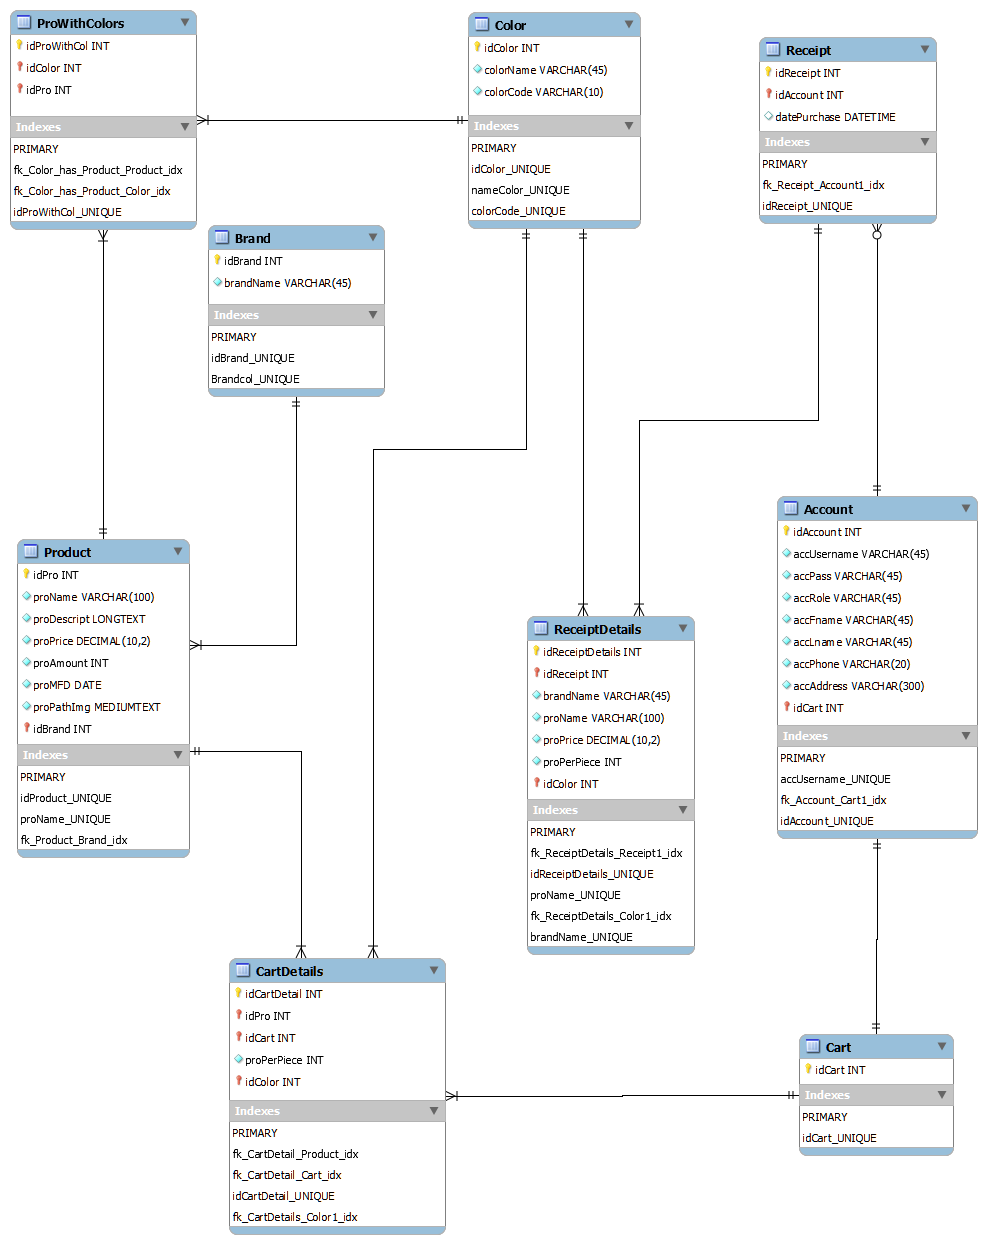 ProWithColors
idProWithCol INT
idColor INT
idPro INT
Indexes
PRIMARY
fk_Color_has_Product_Product_idx
fk_Color_has_Product_Color_idx
idProWithCol_UNIQUE
Color
idColor INT
colorName VARCHAR(45)
colorCode VARCHAR(10)
Indexes
PRIMARY
idColor_UNIQUE
nameColor_UNIQUE
colorCode_UNIQUE
Receipt
idReceipt INT
idAccount INT
datePurchase DATETIME
Indexes
PRIMARY
fk_Receipt_Account1_idx
idReceipt_UNIQUE
Brand
idBrand INT
brandName VARCHAR(45)
Indexes
PRIMARY
idBrand_UNIQUE
Brandcol_UNIQUE
Product
idPro INT
proName VARCHAR(100)
proDescript LONGTEXT
proPrice DECIMAL(10,2)
proAmount INT
proMFD DATE
proPathImg MEDIUMTEXT
idBrand INT
Indexes
PRIMARY
idProduct_UNIQUE
proName_UNIQUE
fk_Product_Brand_idx
ReceiptDetails
idReceiptDetails INT
idReceipt INT
brandName VARCHAR(45)
proName VARCHAR(100)
proPrice DECIMAL(10,2)
proPerPiece INT
idColor INT
Indexes
PRIMARY
fk_ReceiptDetails_Receipt1_idx
idReceiptDetails_UNIQUE
proName_UNIQUE
fk_ReceiptDetails_Color1_idx
brandName_UNIQUE
Account
idAccount INT
accUsername VARCHAR(45)
accPass VARCHAR(45)
accRole VARCHAR(45)
accFname VARCHAR(45)
accLname VARCHAR(45)
accPhone VARCHAR(20)
accAddress VARCHAR(300)
idCart INT
Indexes
PRIMARY
accUsername_UNIQUE
fk_Account_Cart1_idx
idAccount_UNIQUE
CartDetails
idCartDetail INT
idPro INT
idCart INT
proPerPiece INT
idColor INT
Indexes
PRIMARY
fk_CartDetail_Product_idx
fk_CartDetail_Cart_idx
idCartDetail_UNIQUE
fk_CartDetails_Color1_idx
Cart
idCart INT
Indexes
PRIMARY
idCart_UNIQUE